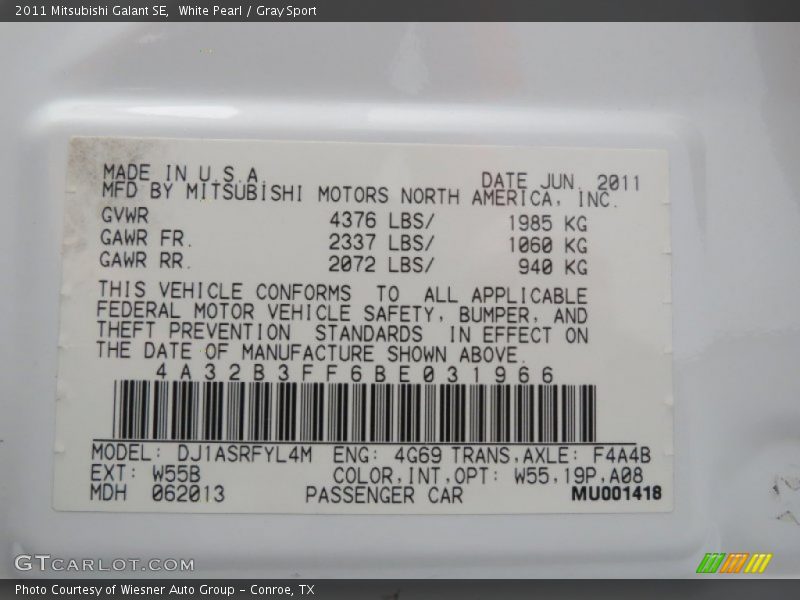 2011 Mitsubishi Galant SE, White Pearl / Gray Sport
MADE IN U.S.A. DATE JUN. 2011
MFD BY MITSUBISHI MOTORS NORTH AMERICA, INC.
GVWR 4376 LBS/ 1985 KG
GAWR FR. 2337 LBS/ 1060 KG
GAWR RR. 2072 LBS/ 940 KG
THIS VEHICLE CONFORMS TO ALL APPLICABLE
FEDERAL MOTOR VEHICLE SAFETY, BUMPER, AND
THEFT PREVENTION STANDARDS IN EFFECT ON
THE DATE OF MANUFACTURE SHOWN ABOVE.
4A32B3FF6BE031966
MODEL: DJ1ASRFYL4M ENG: 4G69 TRANS,AXLE: F4A4B
EXT: W55B COLOR,INT,OPT: W55,19P,A08
MDH 062013 PASSENGER CAR MU001418
GTCARLOT.COM
Photo Courtesy of Wiesner Auto Group - Conroe, TX